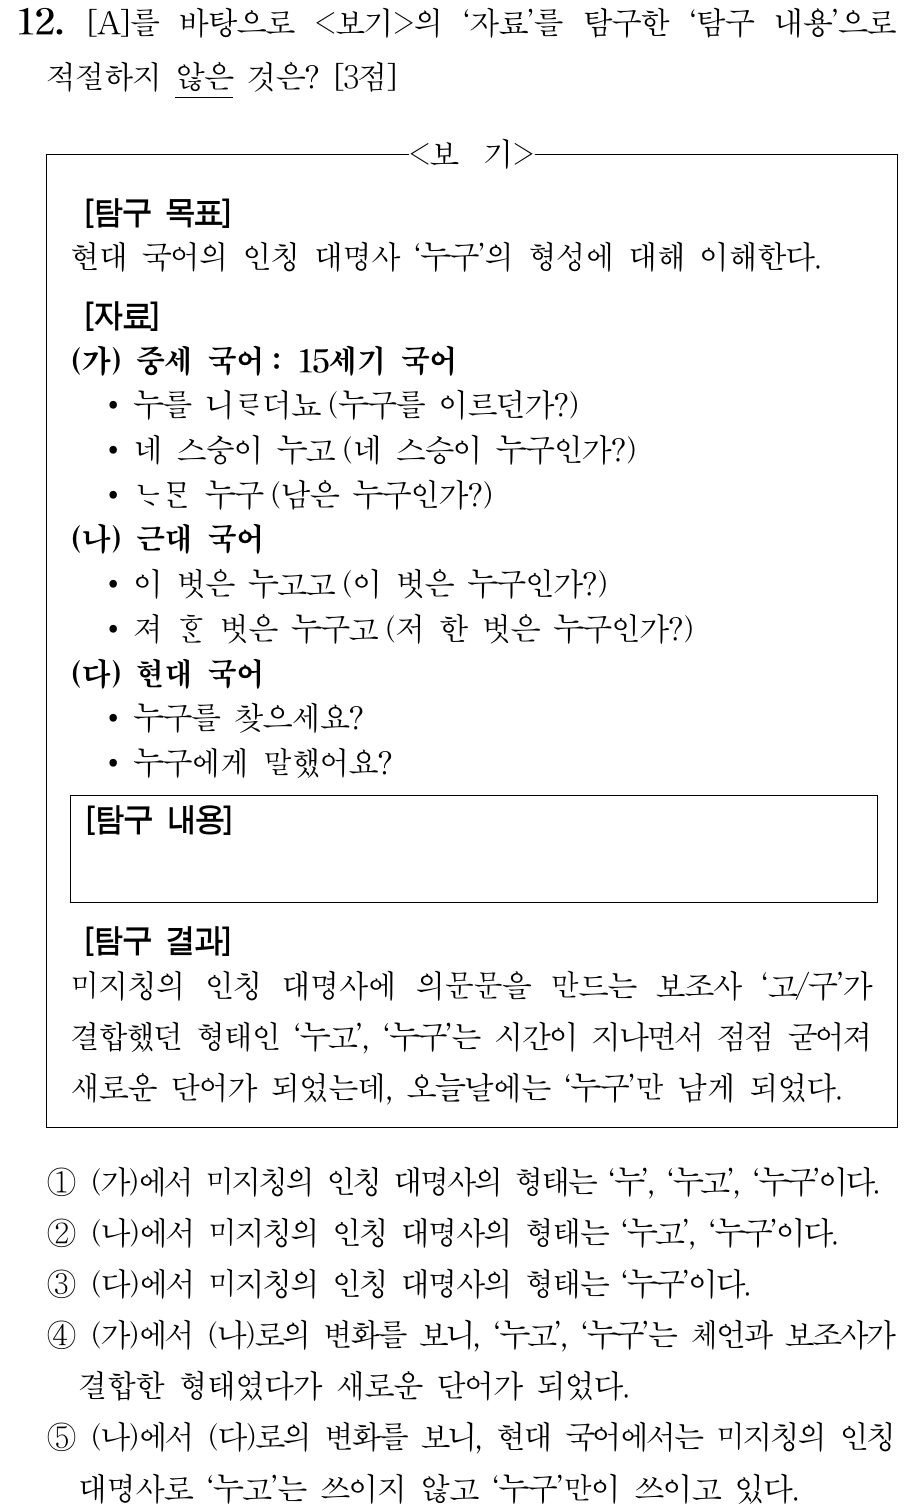 12. [A]를 바탕으로 <보기>의 ‘자료’를 탐구한 ‘탐구 내용’으로
적절하지 않은 것은? [3점]
<보 기>
[탐구 목표]
현대 국어의 인칭 대명사 ‘누구’의 형성에 대해 이해한다.
[자료]
(가) 중세 국어 : 15세기 국어
• 누를 니ᄅᆞ더뇨 (누구를 이르던가?)
• 네 스승이 누고 (네 스승이 누구인가?)
• ᄂᆞᄆᆞᆫ 누구 (남은 누구인가?)
(나) 근대 국어
• 이 벗은 누고고 (이 벗은 누구인가?)
• 져 ᄒᆞᆫ 벗은 누구고 (저 한 벗은 누구인가?)
(다) 현대 국어
• 누구를 찾으세요?
• 누구에게 말했어요?
[탐구 내용]
[탐구 결과]
미지칭의 인칭 대명사에 의문문을 만드는 보조사 ‘고/구’가
결합했던 형태인 ‘누고’, ‘누구’는 시간이 지나면서 점점 굳어져
새로운 단어가 되었는데, 오늘날에는 ‘누구’만 남게 되었다.
① (가)에서 미지칭의 인칭 대명사의 형태는 ‘누’, ‘누고’, ‘누구’이다.
② (나)에서 미지칭의 인칭 대명사의 형태는 ‘누고’, ‘누구’이다.
③ (다)에서 미지칭의 인칭 대명사의 형태는 ‘누구’이다.
④ (가)에서 (나)로의 변화를 보니, ‘누고’, ‘누구’는 체언과 보조사가
결합한 형태였다가 새로운 단어가 되었다.
⑤ (나)에서 (다)로의 변화를 보니, 현대 국어에서는 미지칭의 인칭
대명사로 ‘누고’는 쓰이지 않고 ‘누구’만이 쓰이고 있다.